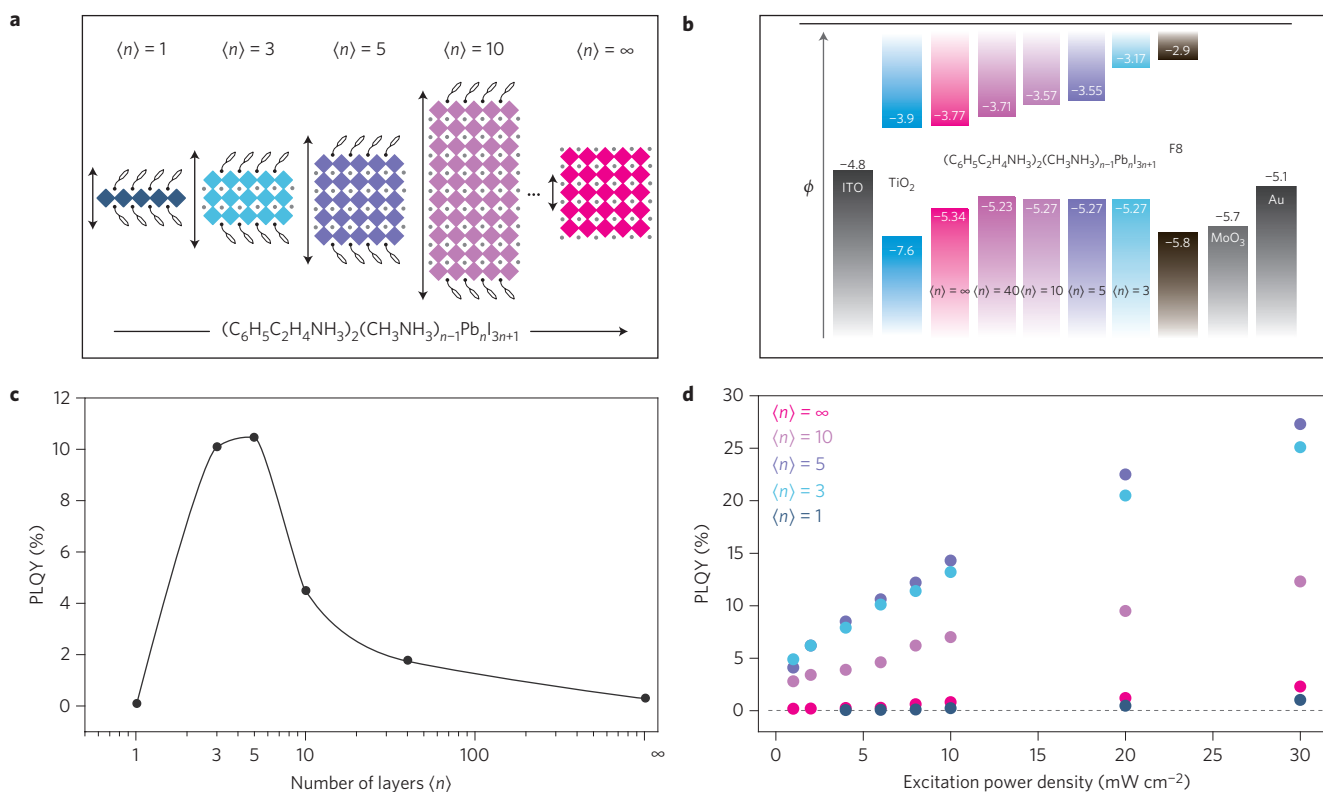 a
⟨n⟩ = 1
⟨n⟩ = 3
⟨n⟩ = 5
⟨n⟩ = 10
⟨n⟩ = ∞
...
(C₆H₅C₂H₄NH₃)₂(CH₃NH₃)ₙ₋₁PbₙI₃ₙ₊₁
b
ϕ
−2.9
−3.17
−3.55
−3.57
−3.71
−3.77
−3.9
(C₆H₅C₂H₄NH₃)₂(CH₃NH₃)ₙ₋₁PbₙI₃ₙ₊₁
F8
−4.8
ITO
TiO₂
−7.6
−5.34
−5.23
−5.27
−5.27
−5.27
−5.8
−5.7
MoO₃
−5.1
Au
⟨n⟩ = ∞
⟨n⟩ = 40
⟨n⟩ = 10
⟨n⟩ = 5
⟨n⟩ = 3
c
PLQY (%)
12
10
8
6
4
2
0
1
3
5
10
100
∞
Number of layers ⟨n⟩
d
PLQY (%)
30
25
20
15
10
5
0
⟨n⟩ = ∞
⟨n⟩ = 10
⟨n⟩ = 5
⟨n⟩ = 3
⟨n⟩ = 1
0
5
10
15
20
25
30
Excitation power density (mW cm⁻²)